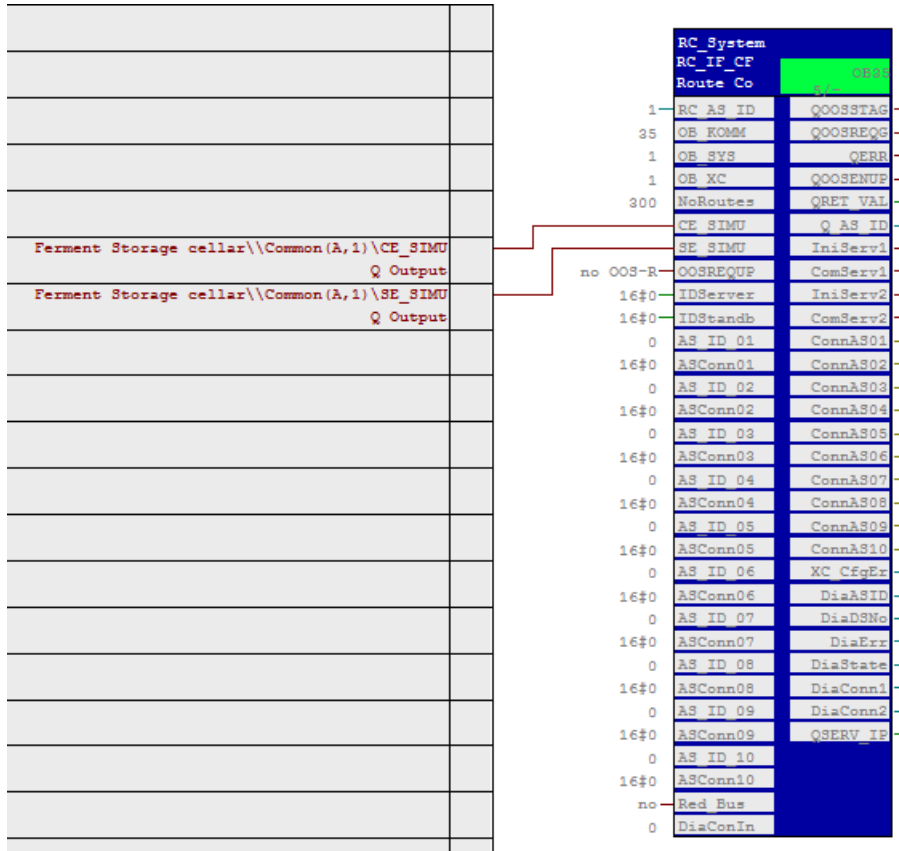 Ferment Storage cellar\\Common(A,1)\CE_SIMU
Q Output
Ferment Storage cellar\\Common(A,1)\SE_SIMU
Q Output
RC_System
RC_IF_CF
Route Co
OB35
5/-
1 RC_AS_ID QOOSSTAG
35 OB_KOMM QOOSREQG
1 OB_SYS QERR
1 OB_XC QOOSENUP
300 NoRoutes QRET_VAL
CE_SIMU Q_AS_ID
SE_SIMU IniServ1
no OOS-R OOSREQUP ComServ1
16#0 IDServer IniServ2
16#0 IDStandb ComServ2
0 AS_ID_01 ConnAS01
16#0 ASConn01 ConnAS02
0 AS_ID_02 ConnAS03
16#0 ASConn02 ConnAS04
0 AS_ID_03 ConnAS05
16#0 ASConn03 ConnAS06
0 AS_ID_04 ConnAS07
16#0 ASConn04 ConnAS08
0 AS_ID_05 ConnAS09
16#0 ASConn05 ConnAS10
0 AS_ID_06 XC_CfgEr
16#0 ASConn06 DiaASID
0 AS_ID_07 DiaDSNo
16#0 ASConn07 DiaErr
0 AS_ID_08 DiaState
16#0 ASConn08 DiaConn1
0 AS_ID_09 DiaConn2
16#0 ASConn09 QSERV_IP
0 AS_ID_10
16#0 ASConn10
no Red_Bus
0 DiaConIn